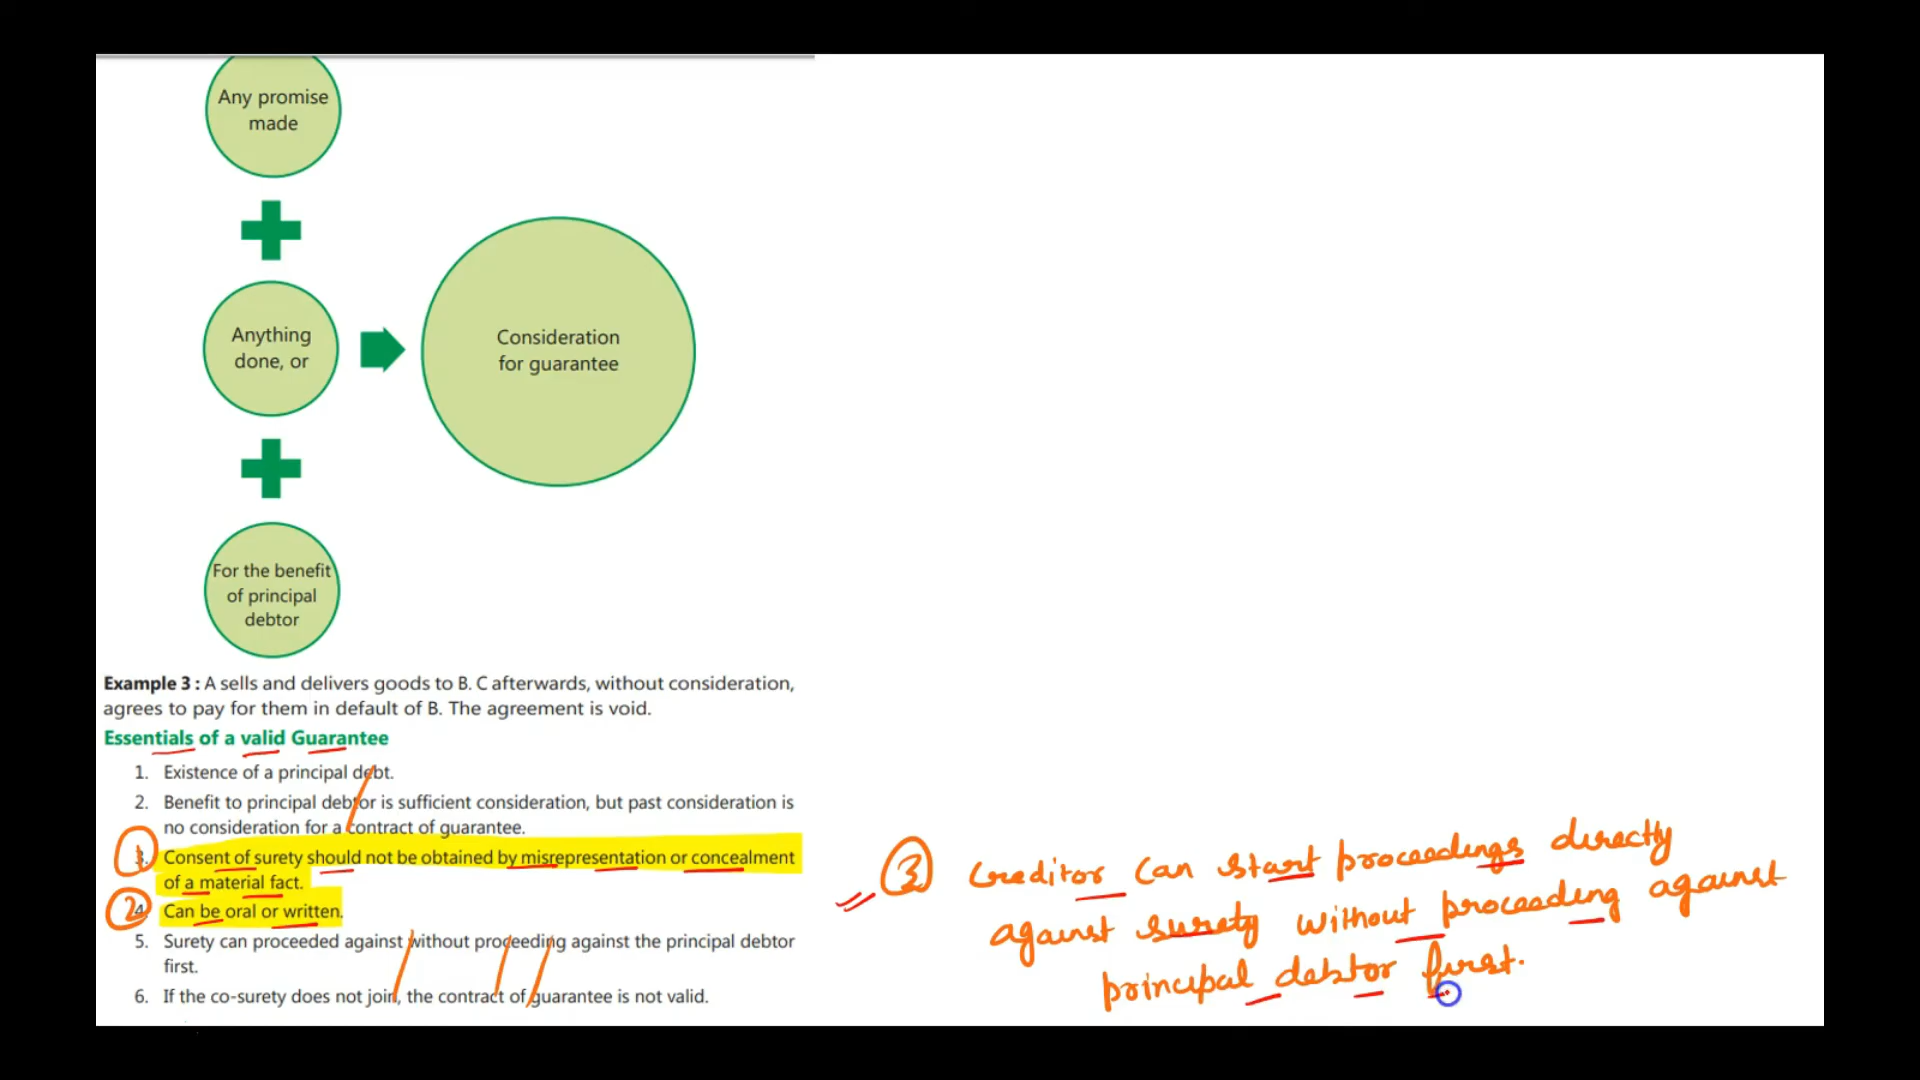 Any promise
made
Anything
done, or
Consideration
for guarantee
For the benefit
of principal
debtor
Example 3 : A sells and delivers goods to B. C afterwards, without consideration,
agrees to pay for them in default of B. The agreement is void.
Essentials of a valid Guarantee
1. Existence of a principal debt.
2. Benefit to principal debtor is sufficient consideration, but past consideration is
no consideration for a contract of guarantee.
1 3. Consent of surety should not be obtained by misrepresentation or concealment
of a material fact.
2 4. Can be oral or written.
5. Surety can proceeded against without proceeding against the principal debtor
first.
6. If the co-surety does not join, the contract of guarantee is not valid.
3 Creditor can start proceedings directly
against surety without proceeding against
principal debtor first.